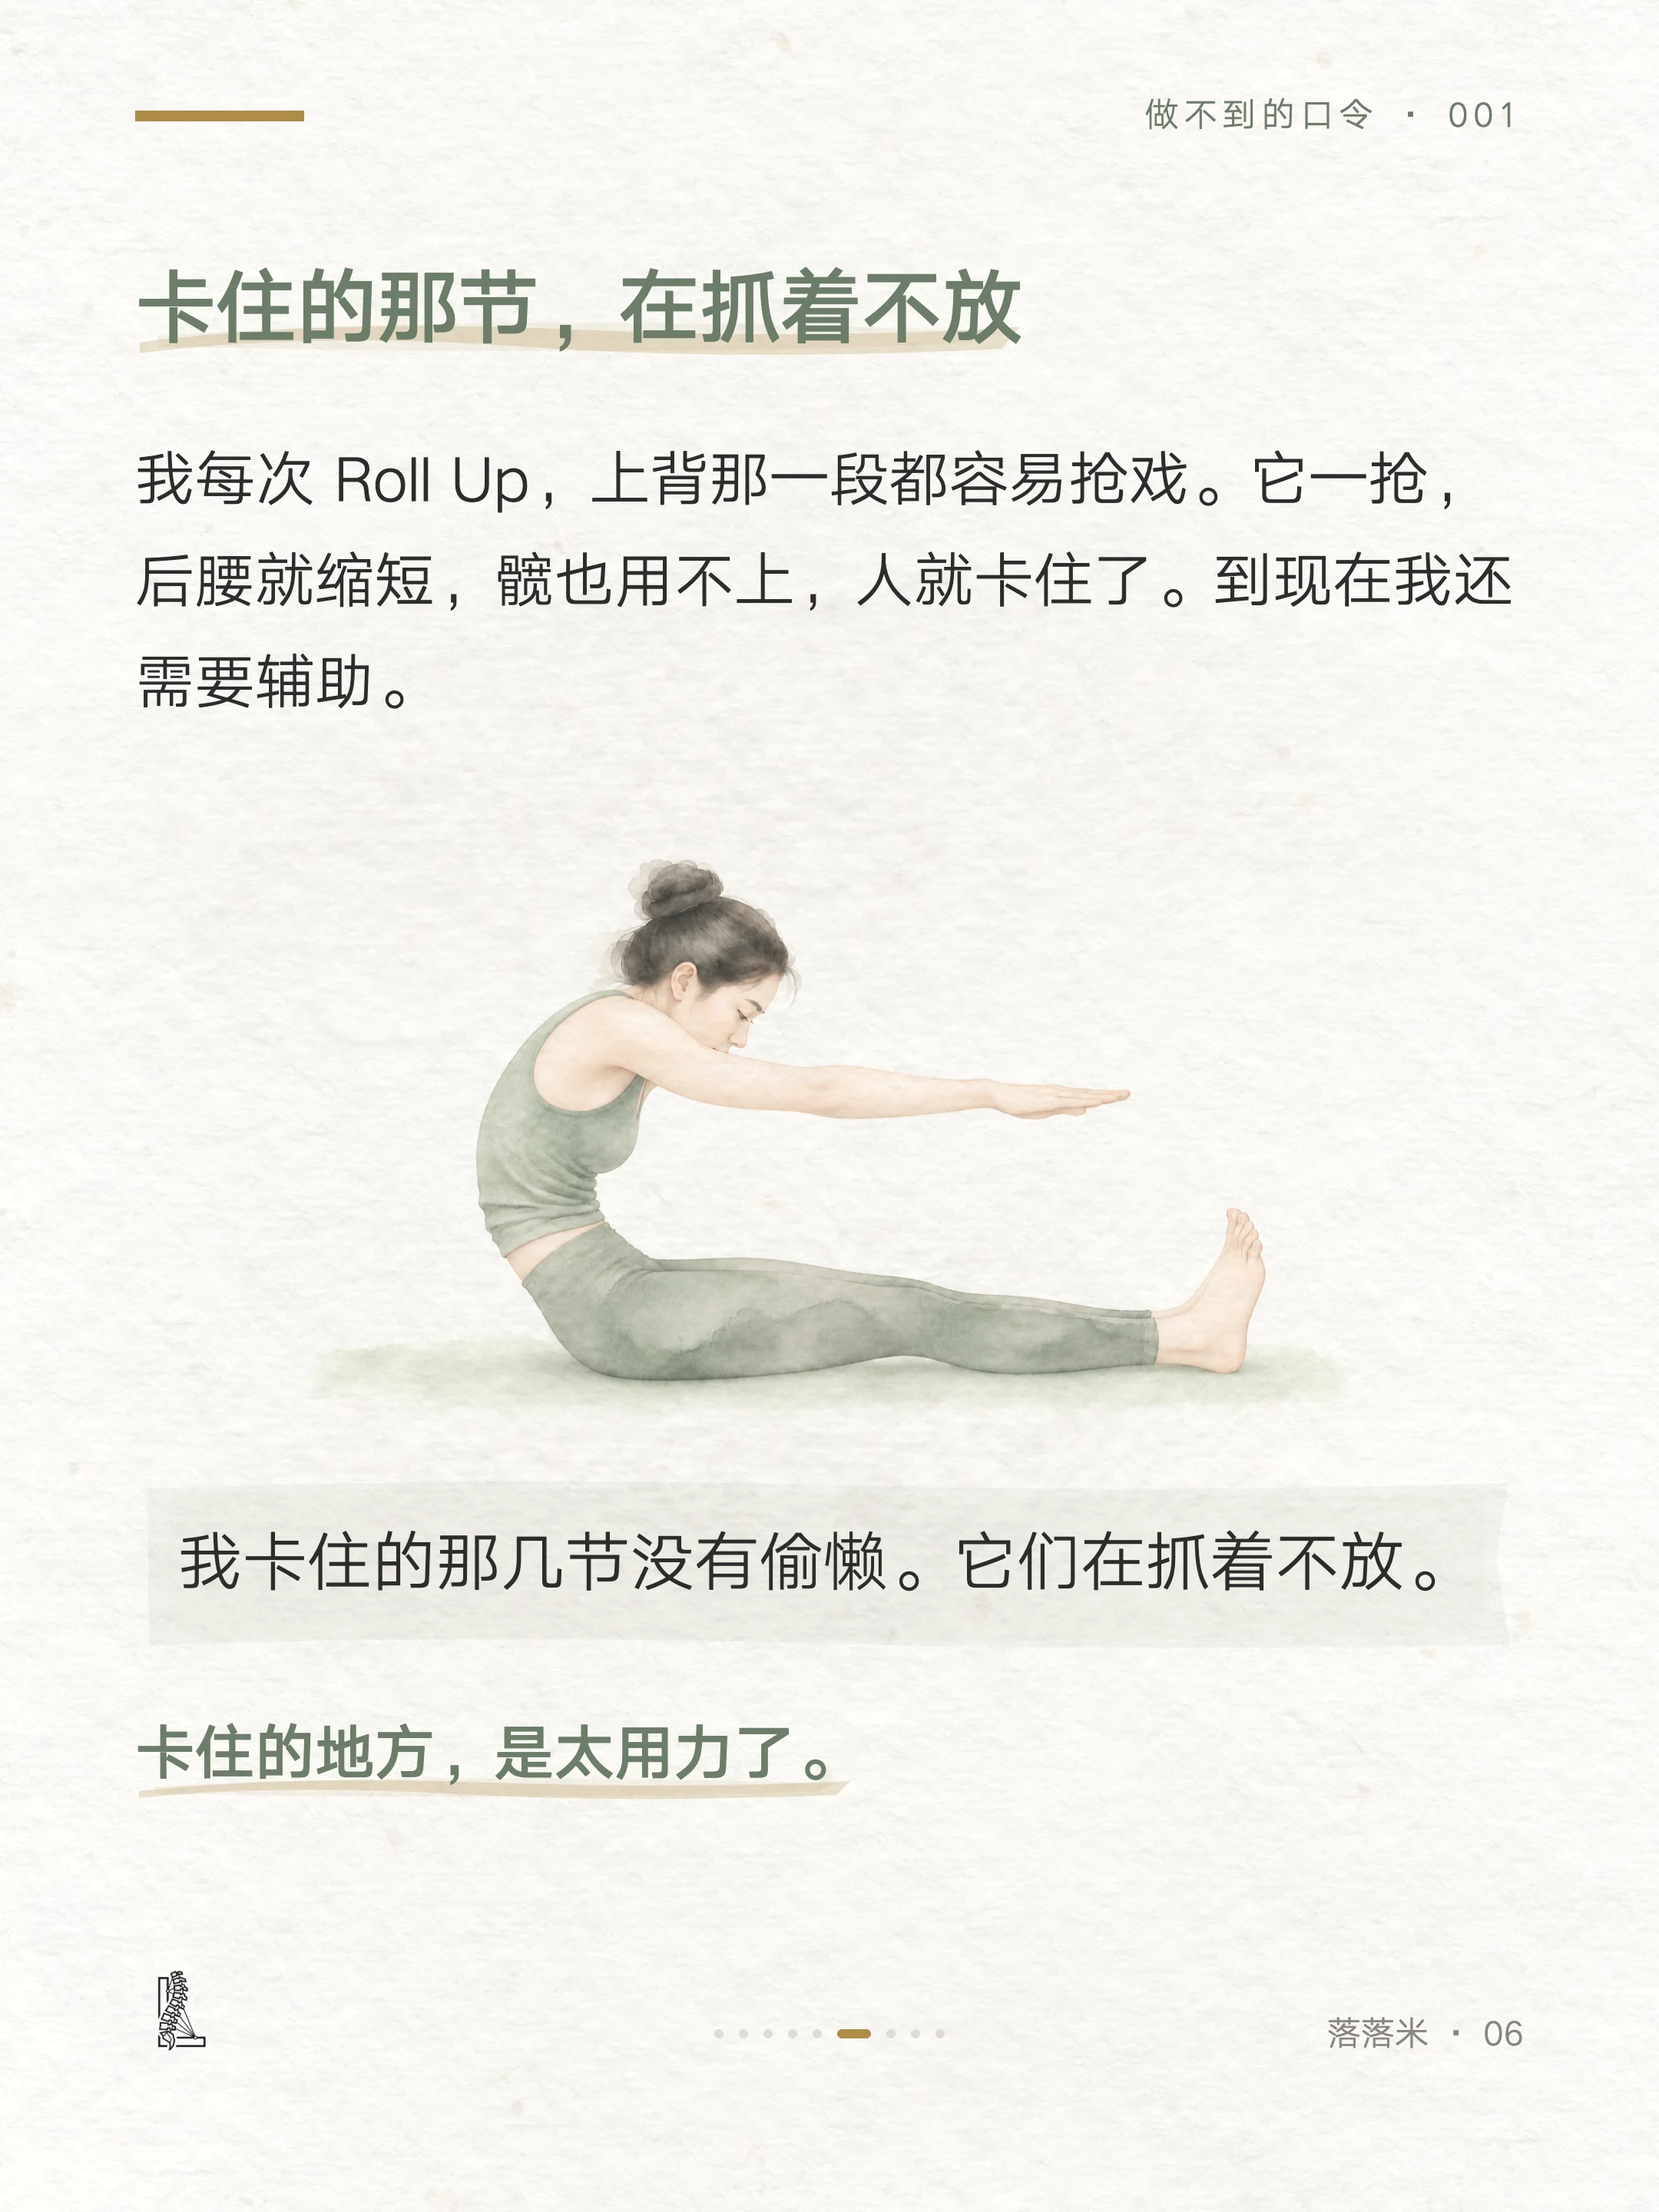 做不到的口令 · 001
卡住的那节，在抓着不放
我每次 Roll Up，上背那一段都容易抢戏。它一抢，
后腰就缩短，髋也用不上，人就卡住了。到现在我还
需要辅助。
我卡住的那几节没有偷懒。它们在抓着不放。
卡住的地方，是太用力了。
落落米 · 06